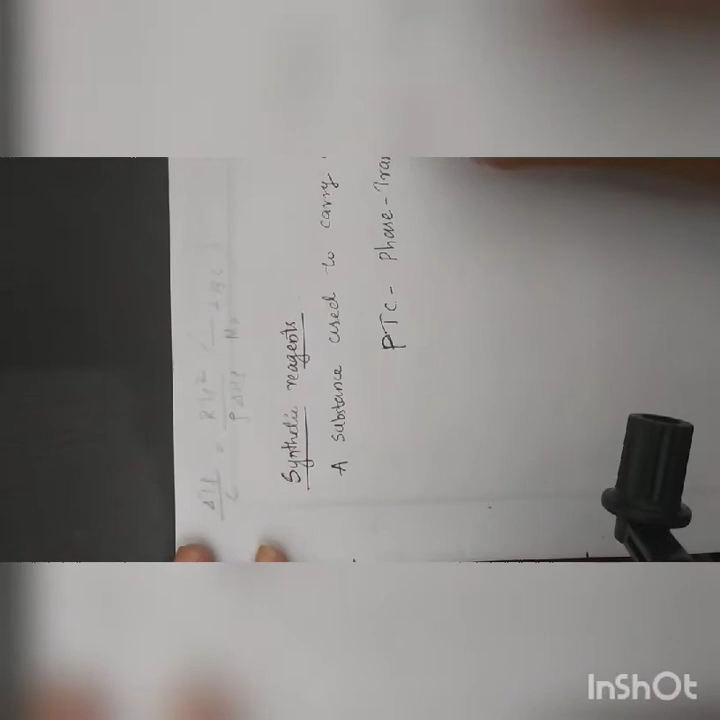 Synthetic reagents
A substance used to carry
PTC - Phase - Tra
InShOt